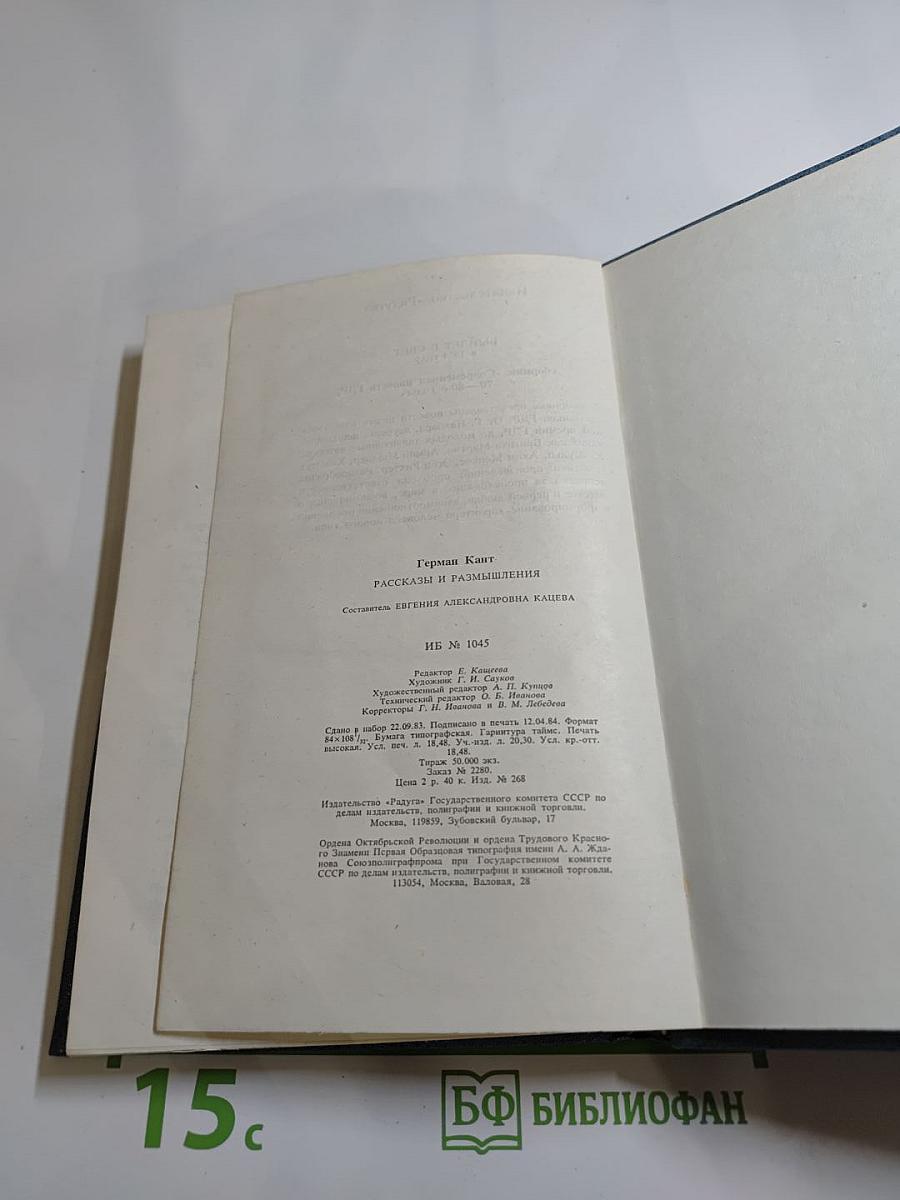 Герман Кант
РАССКАЗЫ И РАЗМЫШЛЕНИЯ
Составитель ЕВГЕНИЯ АЛЕКСАНДРОВНА КАЦЕВА
ИБ № 1045
Редактор Е. Кащеева
Художник Г. И. Сауков
Художественный редактор А. П. Купцов
Технический редактор О. Б. Иванова
Корректоры Г. Н. Иванова и В. М. Лебедева
Сдано в набор 22.09.83. Подписано в печать 12.04.84. Формат
84×108 1/32. Бумага типографская. Гарнитура таймс. Печать
высокая. Усл. печ. л. 18,48. Уч.-изд. л. 20,30. Усл. кр.-отт.
18,48.
Тираж 50.000 экз.
Заказ № 2280.
Цена 2 р. 40 к. Изд. № 268
Издательство «Радуга» Государственного комитета СССР по
делам издательств, полиграфии и книжной торговли.
Москва, 119859, Зубовский бульвар, 17
Ордена Октябрьской Революции и ордена Трудового Красно-
го Знамени Первая Образцовая типография имени А. А. Жда-
нова Союзполиграфпрома при Государственном комитете
СССР по делам издательств, полиграфии и книжной торговли.
113054, Москва, Валовая, 28
15 с
БФ БИБЛИОФАН